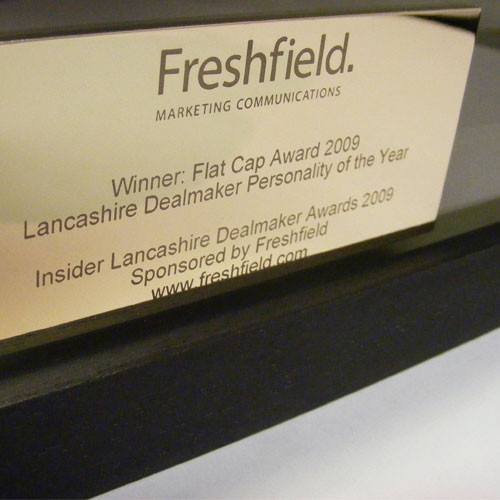 Freshfield.
MARKETING COMMUNICATIONS
Winner: Flat Cap Award 2009
Lancashire Dealmaker Personality of the Year
Insider Lancashire Dealmaker Awards 2009
Sponsored by Freshfield
www.freshfield.com